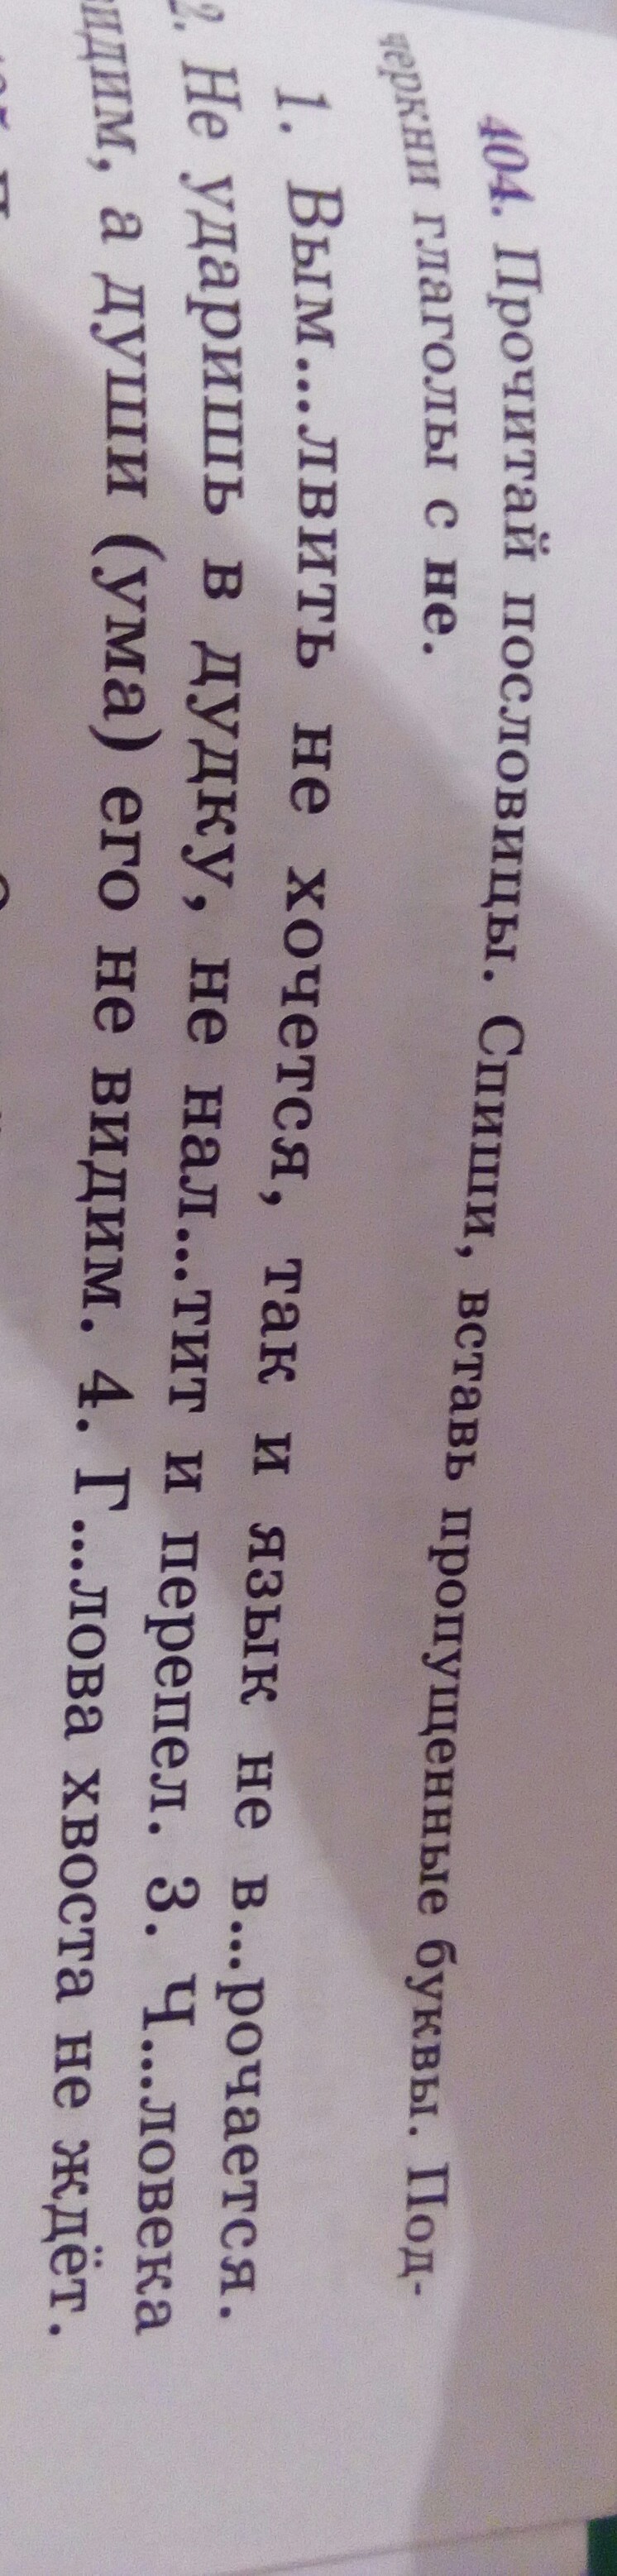 404. Прочитай пословицы. Спиши, вставь пропущенные буквы. Под-
черкни глаголы с не.
1. Вым...лвить не хочется, так и язык не в...рочается.
2. Не ударишь в дудку, не нал...тит и перепел. 3. Ч...ловека
видим, а души (ума) его не видим. 4. Г...лова хвоста не ждёт.